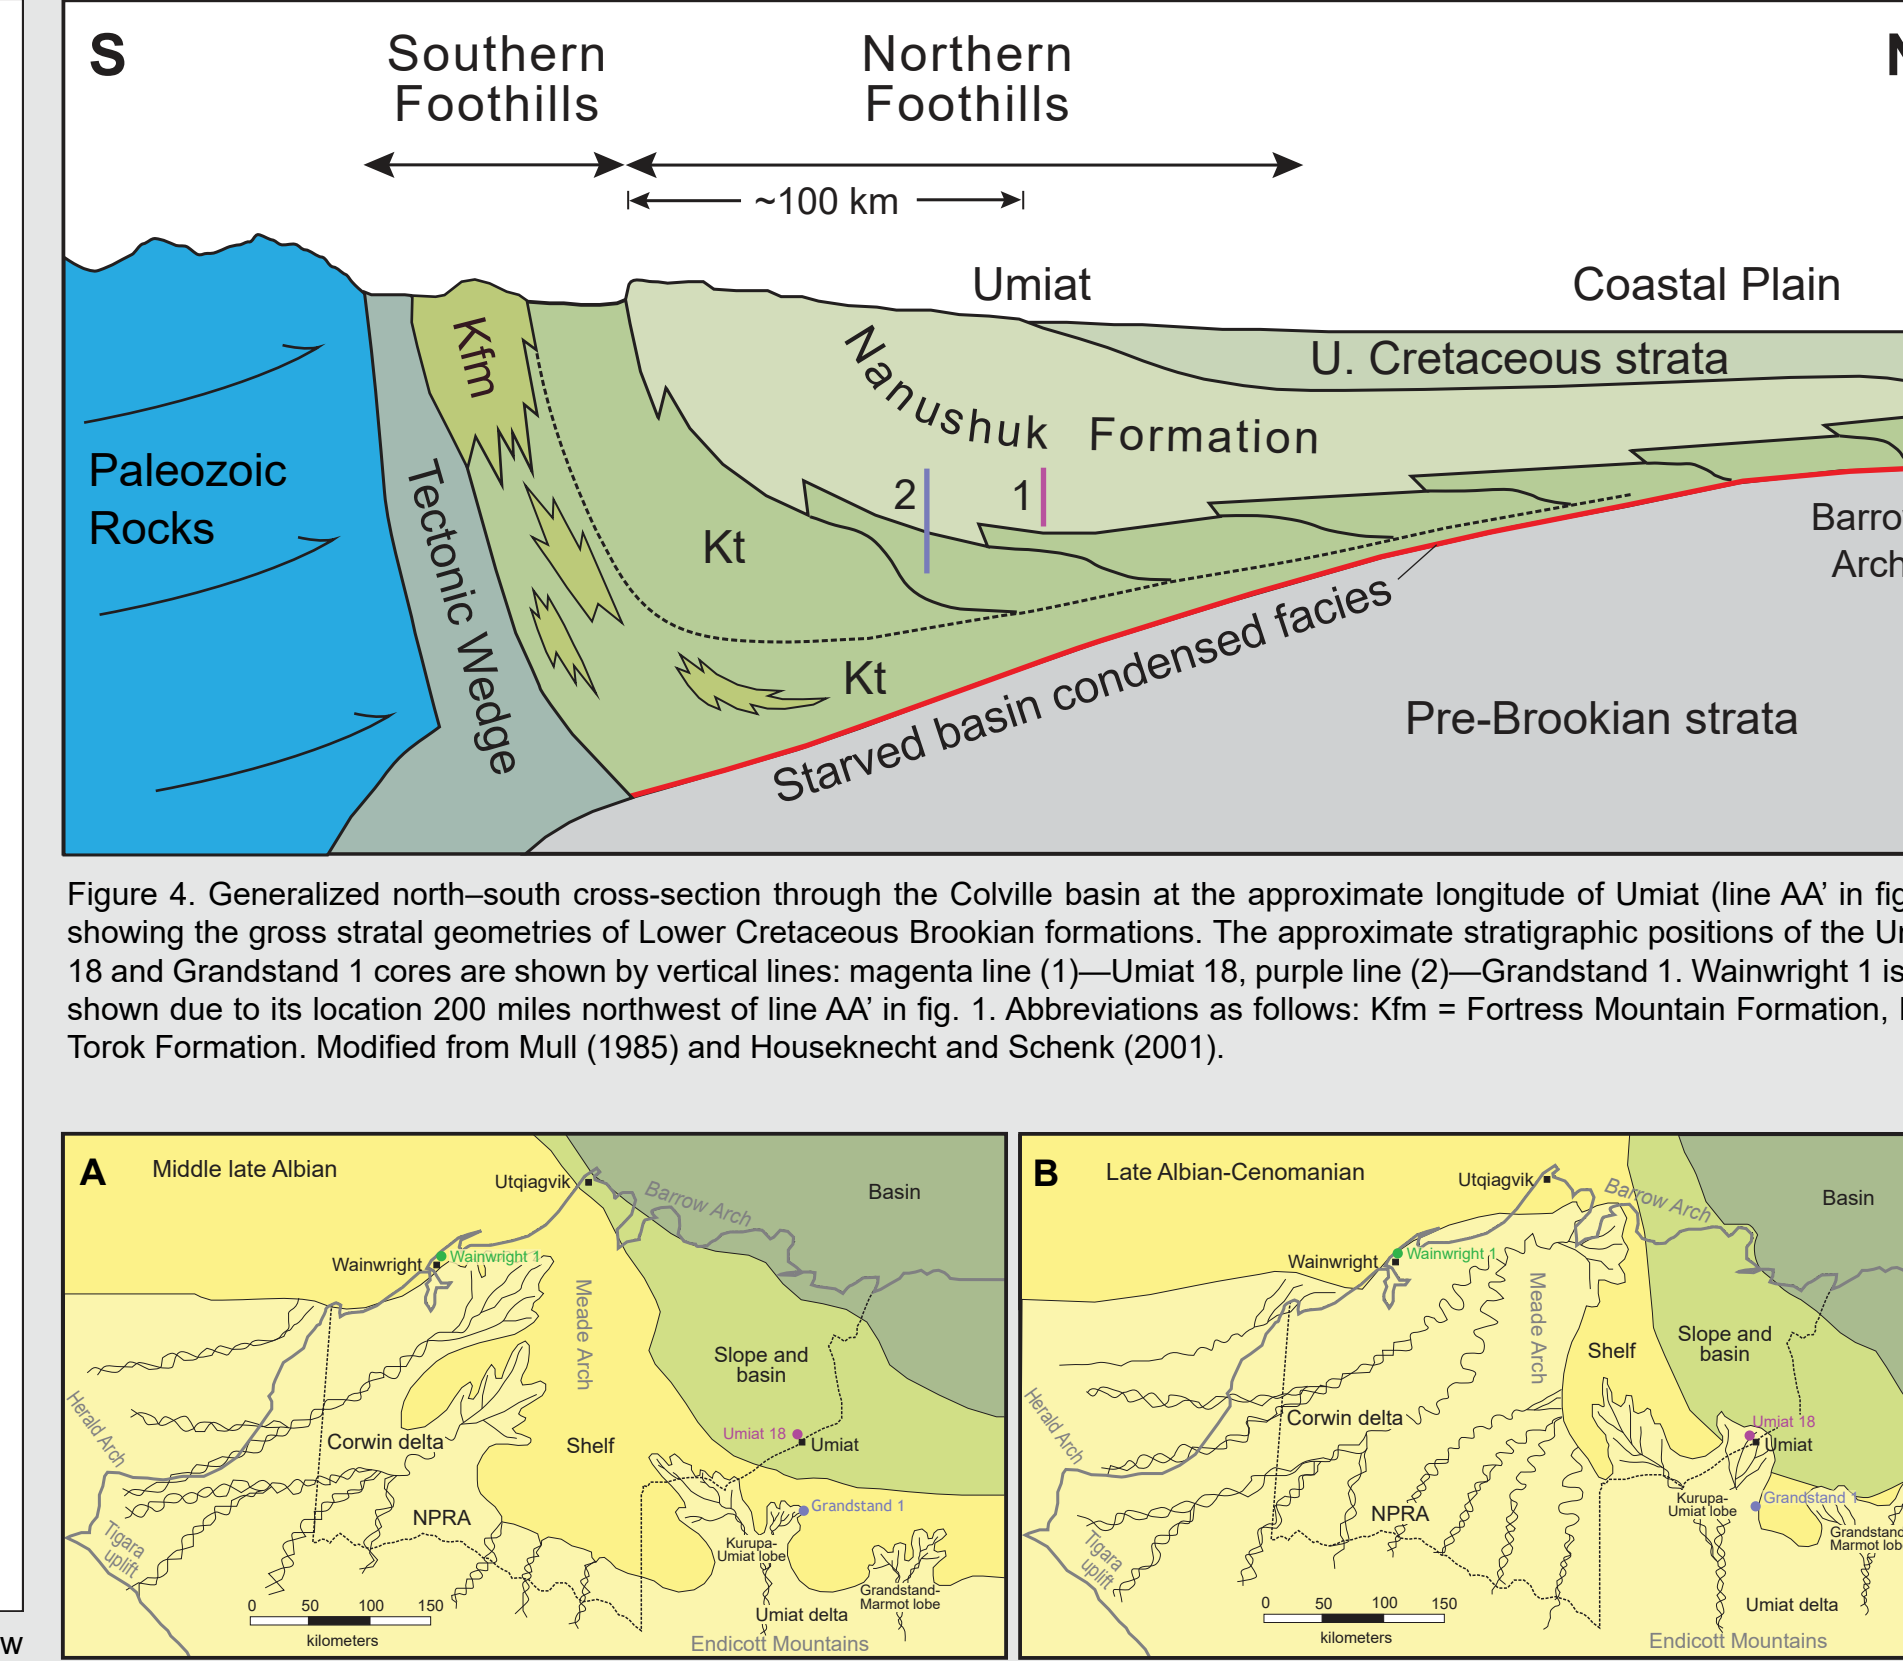 S
Southern
Foothills
Northern
Foothills
~100 km
Umiat
Coastal Plain
Kfm
Nanushuk Formation
U. Cretaceous strata
Paleozoic
Rocks
Tectonic Wedge
2
1
Kt
Kt
Barro
Arch
Starved basin condensed facies
Pre-Brookian strata
Figure 4. Generalized north–south cross-section through the Colville basin at the approximate longitude of Umiat (line AA’ in fig
showing the gross stratal geometries of Lower Cretaceous Brookian formations. The approximate stratigraphic positions of the
18 and Grandstand 1 cores are shown by vertical lines: magenta line (1)—Umiat 18, purple line (2)—Grandstand 1. Wainwright 1 is
shown due to its location 200 miles northwest of line AA’ in fig. 1. Abbreviations as follows: Kfm = Fortress Mountain Formation,
Torok Formation. Modified from Mull (1985) and Houseknecht and Schenk (2001).
w
A
Middle late Albian
Utqiagvik
Barrow Arch
Basin
Wainwright
Wainwright 1
Meade Arch
Slope and
basin
Herald Arch
Corwin delta
Shelf
Umiat 18
Umiat
NPRA
Grandstand 1
Tigara
uplift
Kurupa-
Umiat lobe
Grandstand-
Marmot lobe
0 50 100 150
kilometers
Umiat delta
Endicott Mountains
B
Late Albian-Cenomanian
Utqiagvik
Barrow Arch
Basin
Wainwright
Wainwright 1
Meade Arch
Shelf
Slope and
basin
Herald Arch
Corwin delta
Umiat 18
Umiat
NPRA
Kurupa-
Umiat lobe
Grandstand 1
Grandstand
Marmot lob
Tigara
uplift
0 50 100 150
kilometers
Umiat delta
Endicott Mountains